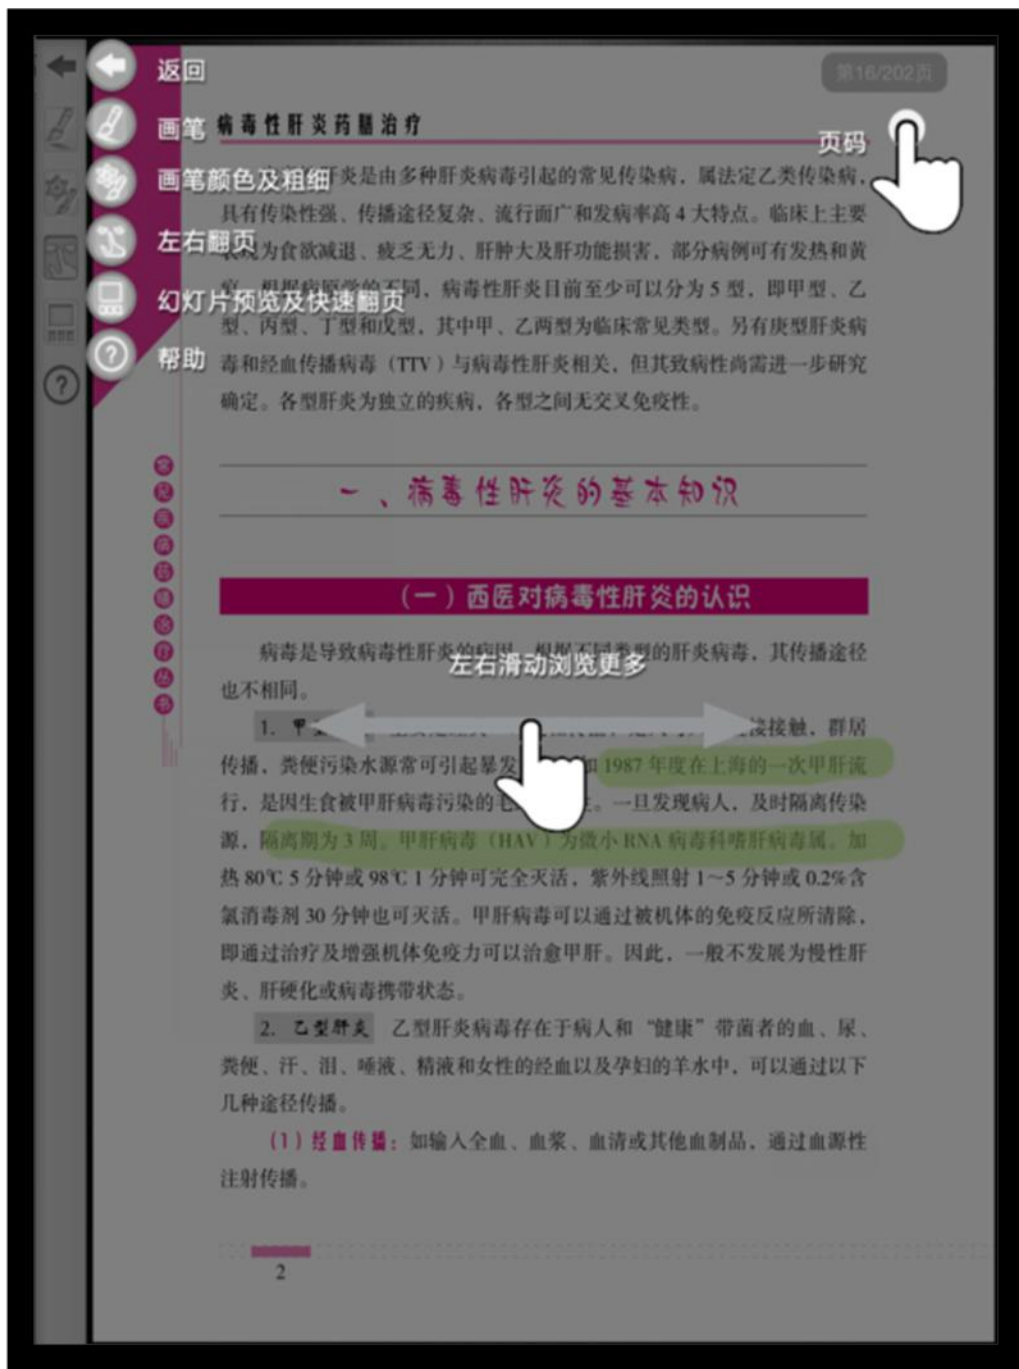 返回
第16/202页
画笔
病毒性肝炎药膳治疗
页码
画笔颜色及粗细
肝炎是由多种肝炎病毒引起的常见传染病，属法定乙类传染病，
具有传染性强、传播途径复杂、流行面广和发病率高 4 大特点。临床上主要
左右翻页
为食欲减退、疲乏无力、肝肿大及肝功能损害，部分病例可有发热和黄
幻灯片预览及快速翻页
同，病毒性肝炎目前至少可以分为 5 型，即甲型、乙
型、丙型、丁型和戊型，其中甲、乙两型为临床常见类型。另有庚型肝炎病
帮助
毒和经血传播病毒（TTV）与病毒性肝炎相关，但其致病性尚需进一步研究
确定。各型肝炎为独立的疾病，各型之间无交叉免疫性。
常见疾病药膳治疗丛书
一、病毒性肝炎的基本知识
（一）西医对病毒性肝炎的认识
病毒是导致病毒性肝炎的病因，根据不同类型的肝炎病毒，其传播途径
左右滑动浏览更多
也不相同。
1. 甲 接接触，群居
传播，粪便污染水源常可引起暴发 如 1987 年度在上海的一次甲肝流
行，是因生食被甲肝病毒污染的毛 。一旦发现病人，及时隔离传染
源，隔离期为 3 周。甲肝病毒（HAV）为微小 RNA 病毒科嗜肝病毒属。加
热 80℃ 5 分钟或 98℃ 1 分钟可完全灭活，紫外线照射 1～5 分钟或 0.2%含
氯消毒剂 30 分钟也可灭活。甲肝病毒可以通过被机体的免疫反应所清除，
即通过治疗及增强机体免疫力可以治愈甲肝。因此，一般不发展为慢性肝
炎、肝硬化或病毒携带状态。
2. 乙型肝炎 乙型肝炎病毒存在于病人和“健康”带菌者的血、尿、
粪便、汗、泪、唾液、精液和女性的经血以及孕妇的羊水中，可以通过以下
几种途径传播。
（1）经血传播：如输入全血、血浆、血清或其他血制品，通过血源性
注射传播。
2